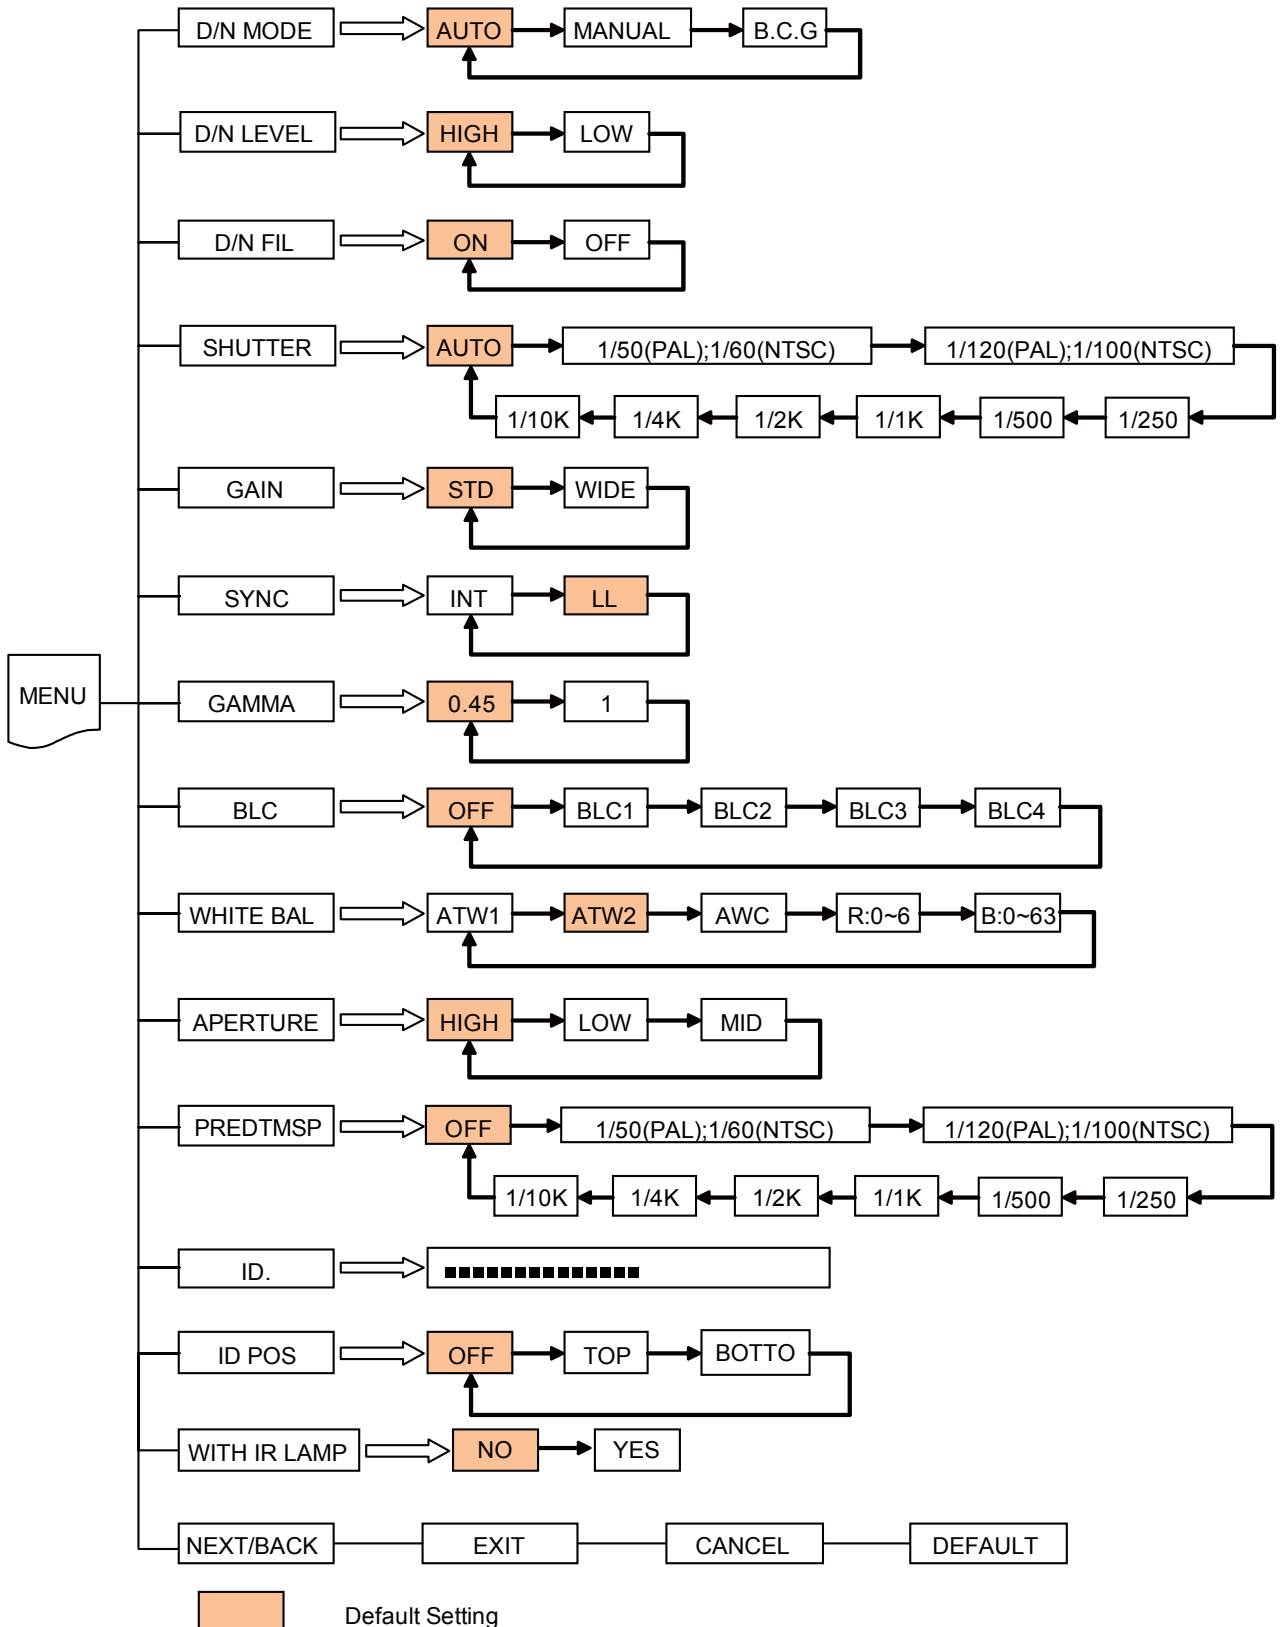 D/N MODE AUTO MANUAL B.C.G
D/N LEVEL HIGH LOW
D/N FIL ON OFF
SHUTTER AUTO 1/50(PAL);1/60(NTSC) 1/120(PAL);1/100(NTSC)
1/10K 1/4K 1/2K 1/1K 1/500 1/250
GAIN STD WIDE
SYNC INT LL
MENU
GAMMA 0.45 1
BLC OFF BLC1 BLC2 BLC3 BLC4
WHITE BAL ATW1 ATW2 AWC R:0~6 B:0~63
APERTURE HIGH LOW MID
PREDTMSP OFF 1/50(PAL);1/60(NTSC) 1/120(PAL);1/100(NTSC)
1/10K 1/4K 1/2K 1/1K 1/500 1/250
ID.
ID POS OFF TOP BOTTO
WITH IR LAMP NO YES
NEXT/BACK EXIT CANCEL DEFAULT
Default Setting